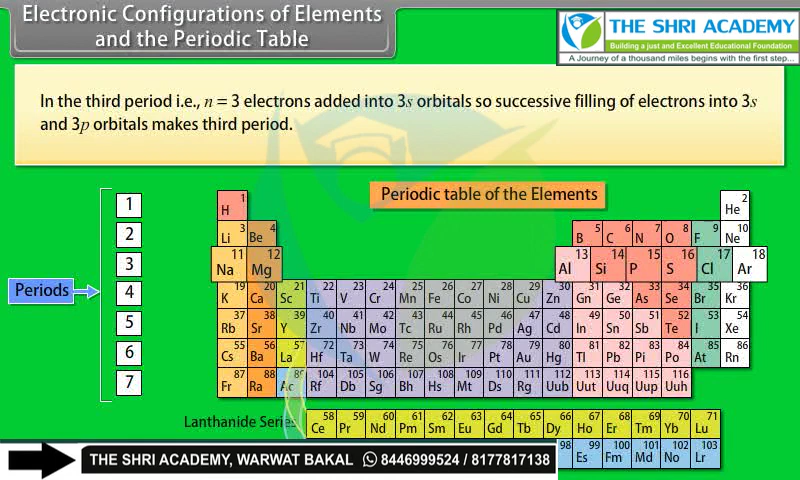 Electronic Configurations of Elements
and the Periodic Table
THE SHRI ACADEMY
Building a just and Excellent Educational Foundation
A Journey of a thousand miles begins with the first step...
In the third period i.e., n = 3 electrons added into 3s orbitals so successive filling of electrons into 3s
and 3p orbitals makes third period.
Periodic table of the Elements
Periods
1
2
3
4
5
6
7
1 H 2 He
3 Li 4 Be 5 B 6 C 7 N 8 O 9 F 10 Ne
11 Na 12 Mg 13 Al 14 Si 15 P 16 S 17 Cl 18 Ar
19 K 20 Ca 21 Sc 22 Ti 23 V 24 Cr 25 Mn 26 Fe 27 Co 28 Ni 29 Cu 30 Zn 31 Gn 32 Ge 33 As 34 Se 35 Br 36 Kr
37 Rb 38 Sr 39 Y 40 Zr 41 Nb 42 Mo 43 Tc 44 Ru 45 Rh 46 Pd 47 Ag 48 Cd 49 In 50 Sn 51 Sb 52 Te 53 I 54 Xe
55 Cs 56 Ba 57 La 72 Hf 73 Ta 74 W 75 Re 76 Os 77 Ir 78 Pt 79 Au 80 Hg 81 Tl 82 Pb 83 Pi 84 Po 85 At 86 Rn
87 Fr 88 Ra Ac 104 Rf 105 Db 106 Sg 107 Bh 108 Hs 109 Mt 110 Ds 111 Rg 112 Uub 113 Uut 114 Uuq 115 Uup 116 Uuh
Lanthanide Series 58 Ce 59 Pr 60 Nd 61 Pm 62 Sm 63 Eu 64 Gd 65 Tb 66 Dy 67 Ho 68 Er 69 Tm 70 Yb 71 Lu
98 99 Es 100 Fm 101 Md 102 No 103 Lr
THE SHRI ACADEMY, WARWAT BAKAL 8446999524 / 8177817138